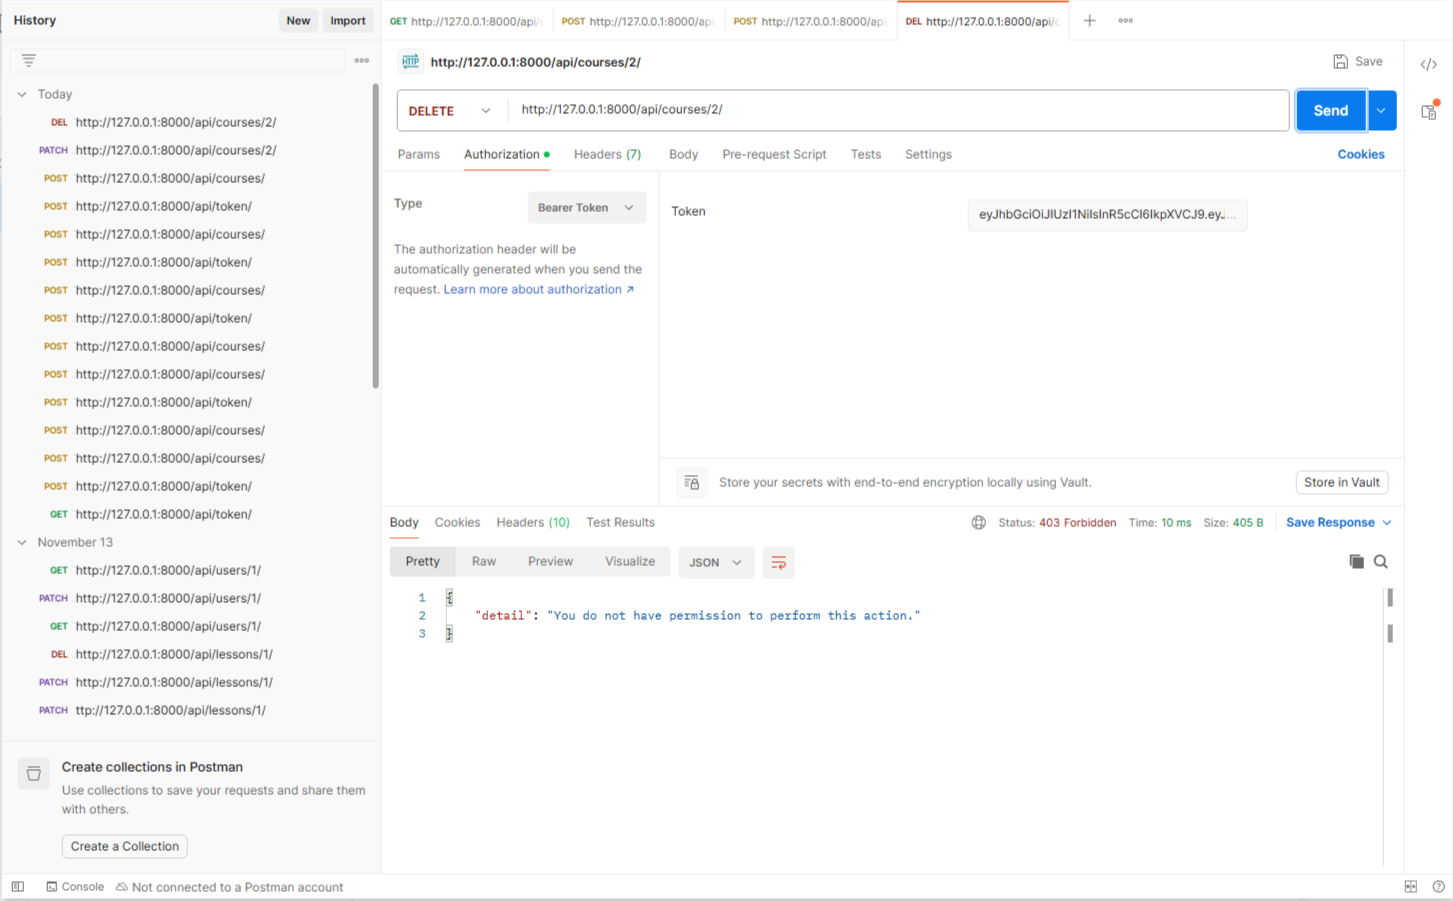 History
New
Import
Today
DEL http://127.0.0.1:8000/api/courses/2/
PATCH http://127.0.0.1:8000/api/courses/2/
POST http://127.0.0.1:8000/api/courses/
POST http://127.0.0.1:8000/api/token/
POST http://127.0.0.1:8000/api/courses/
POST http://127.0.0.1:8000/api/token/
POST http://127.0.0.1:8000/api/courses/
POST http://127.0.0.1:8000/api/token/
POST http://127.0.0.1:8000/api/courses/
POST http://127.0.0.1:8000/api/courses/
POST http://127.0.0.1:8000/api/token/
POST http://127.0.0.1:8000/api/courses/
POST http://127.0.0.1:8000/api/courses/
POST http://127.0.0.1:8000/api/token/
GET http://127.0.0.1:8000/api/token/
November 13
GET http://127.0.0.1:8000/api/users/1/
PATCH http://127.0.0.1:8000/api/users/1/
GET http://127.0.0.1:8000/api/users/1/
DEL http://127.0.0.1:8000/api/lessons/1/
PATCH http://127.0.0.1:8000/api/lessons/1/
PATCH ttp://127.0.0.1:8000/api/lessons/1/
Create collections in Postman
Use collections to save your requests and share them
with others.
Create a Collection
GET http://127.0.0.1:8000/api/
POST http://127.0.0.1:8000/ap
POST http://127.0.0.1:8000/api
DEL http://127.0.0.1:8000/api/
HTTP http://127.0.0.1:8000/api/courses/2/
Save
DELETE http://127.0.0.1:8000/api/courses/2/
Send
Params Authorization Headers (7) Body Pre-request Script Tests Settings
Cookies
Type
Bearer Token
The authorization header will be
automatically generated when you send the
request. Learn more about authorization ↗
Token
eyJhbGciOiJIUzI1NiIsInR5cCI6IkpXVCJ9.eyJ...
Store your secrets with end-to-end encryption locally using Vault.
Store in Vault
Body Cookies Headers (10) Test Results
Status: 403 Forbidden Time: 10 ms Size: 405 B
Save Response
Pretty Raw Preview Visualize JSON
1 {
2 "detail": "You do not have permission to perform this action."
3 }
Console
Not connected to a Postman account